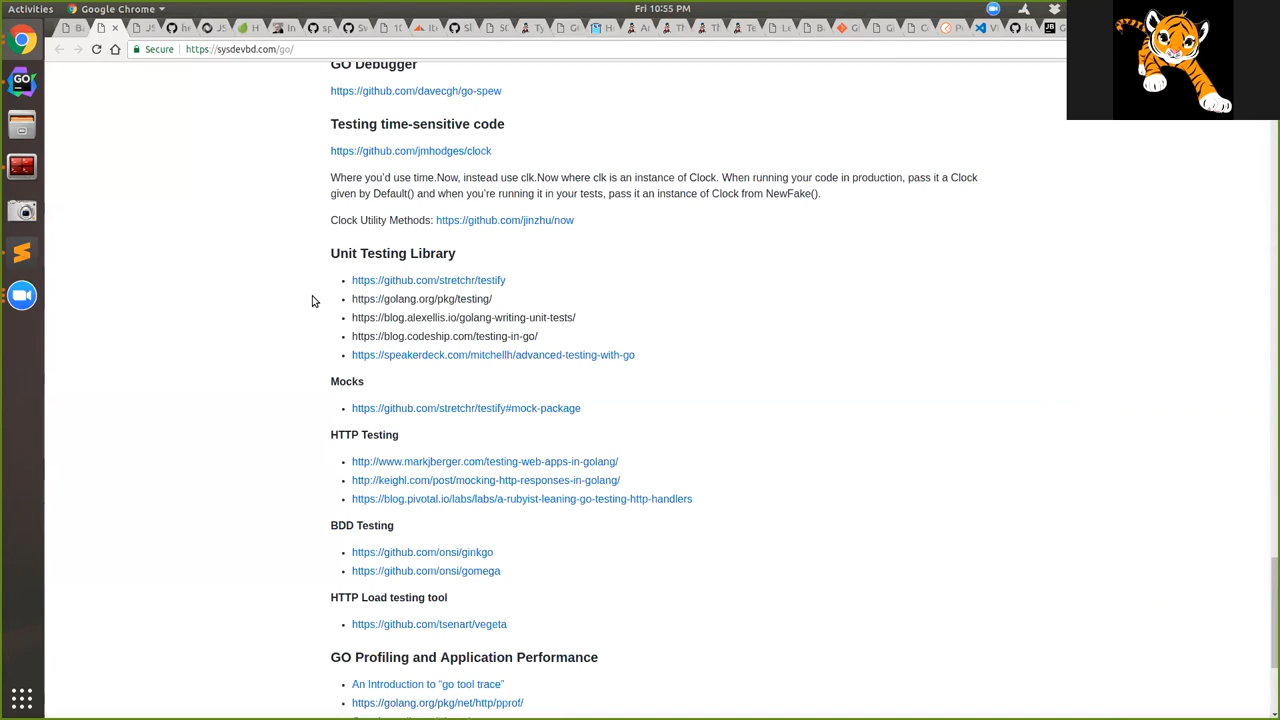 Activities
Google Chrome
Fri 10:55 PM
Secure
https://sysdevbd.com/go/
GO Debugger
https://github.com/davecgh/go-spew
Testing time-sensitive code
https://github.com/jmhodges/clock
Where you'd use time.Now, instead use clk.Now where clk is an instance of Clock. When running your code in production, pass it a Clock
given by Default() and when you're running it in your tests, pass it an instance of Clock from NewFake().
Clock Utility Methods: https://github.com/jinzhu/now
Unit Testing Library
https://github.com/stretchr/testify
https://golang.org/pkg/testing/
https://blog.alexellis.io/golang-writing-unit-tests/
https://blog.codeship.com/testing-in-go/
https://speakerdeck.com/mitchellh/advanced-testing-with-go
Mocks
https://github.com/stretchr/testify#mock-package
HTTP Testing
http://www.markjberger.com/testing-web-apps-in-golang/
http://keighl.com/post/mocking-http-responses-in-golang/
https://blog.pivotal.io/labs/labs/a-rubyist-leaning-go-testing-http-handlers
BDD Testing
https://github.com/onsi/ginkgo
https://github.com/onsi/gomega
HTTP Load testing tool
https://github.com/tsenart/vegeta
GO Profiling and Application Performance
An Introduction to “go tool trace”
https://golang.org/pkg/net/http/pprof/